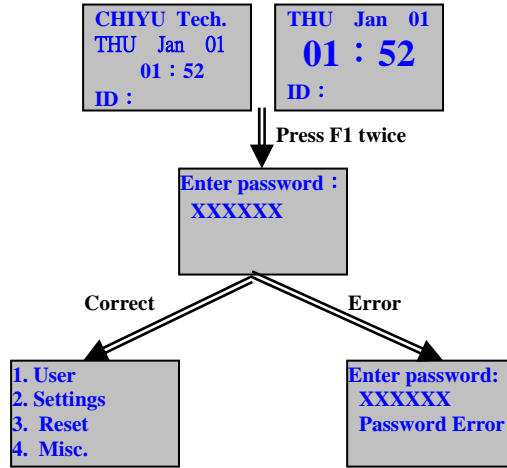 CHIYU Tech.
THU Jan 01
01：52
ID：
THU Jan 01
01：52
ID：
Press F1 twice
Enter password：
XXXXXX
Correct
Error
1. User
2. Settings
3. Reset
4. Misc.
Enter password:
XXXXXX
Password Error